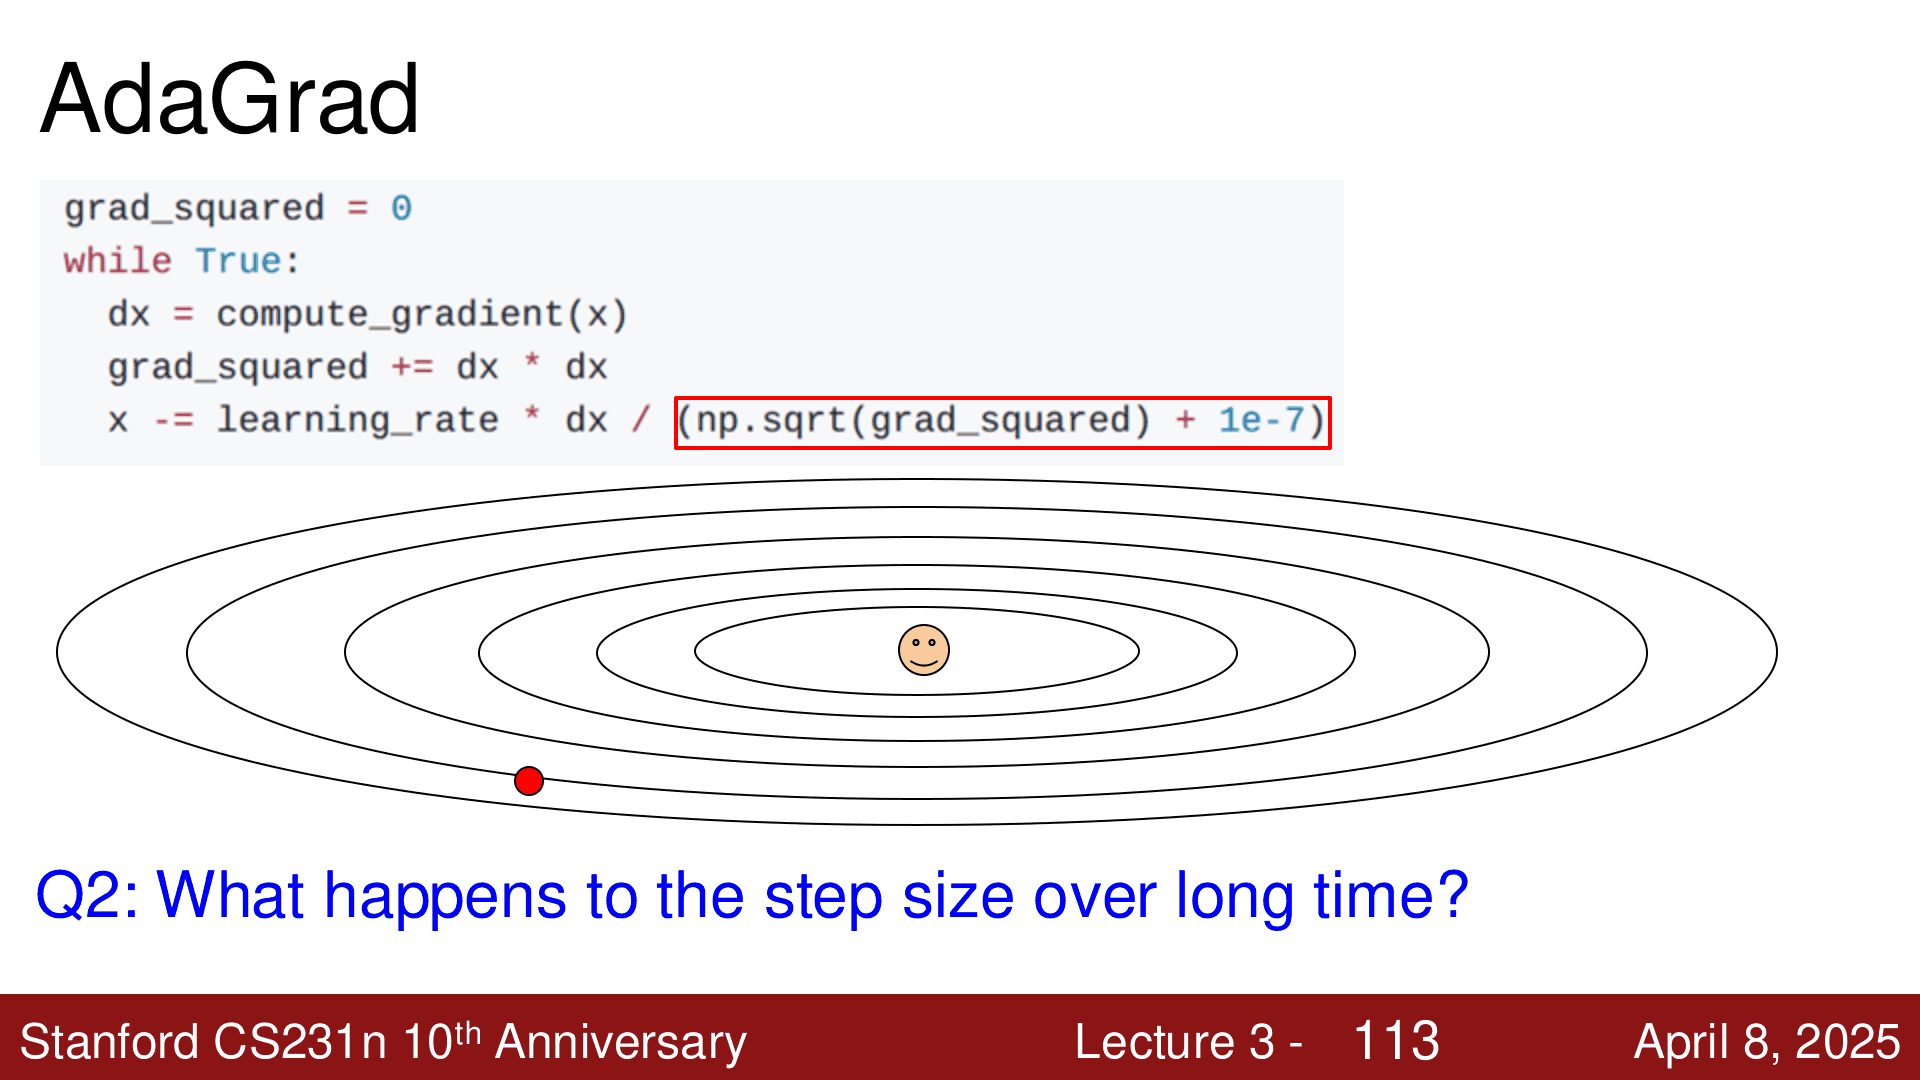 AdaGrad
grad_squared = 0
while True:
dx = compute_gradient(x)
grad_squared += dx * dx
x -= learning_rate * dx / (np.sqrt(grad_squared) + 1e-7)
Q2: What happens to the step size over long time?
Stanford CS231n 10th Anniversary Lecture 3 - 113 April 8, 2025